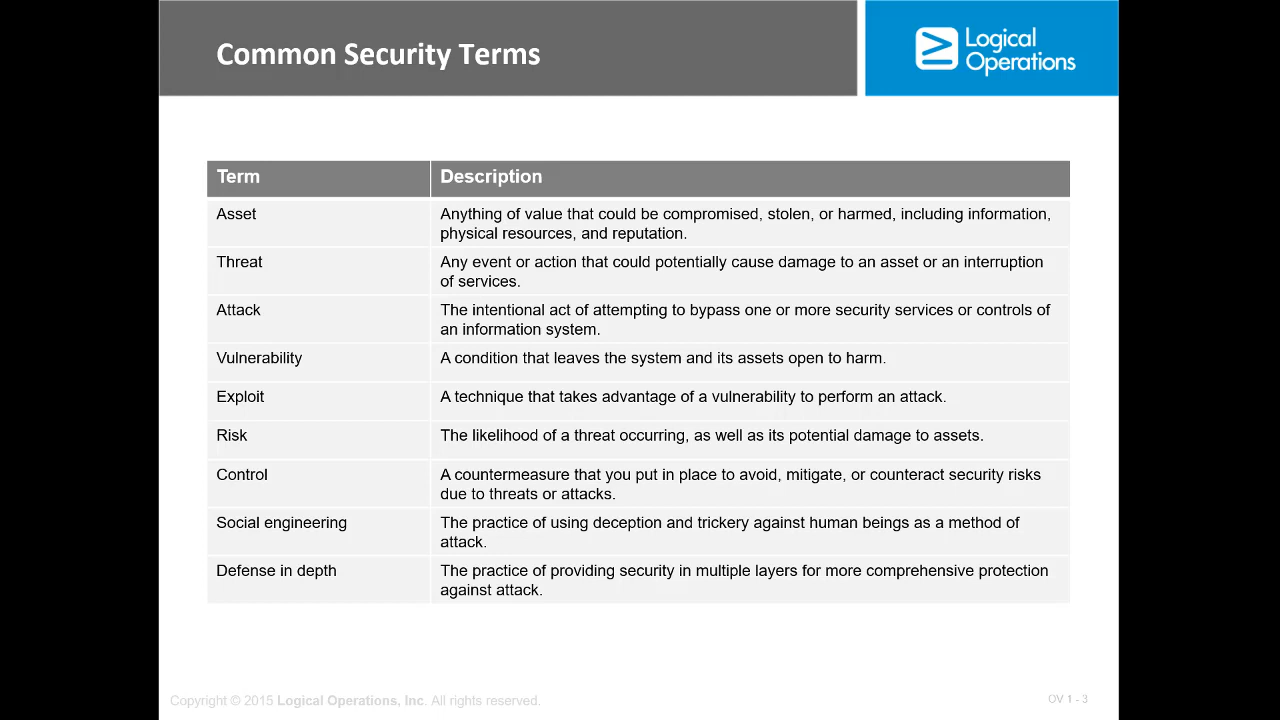 Common Security Terms
Logical
Operations
Term
Description
Asset
Anything of value that could be compromised, stolen, or harmed, including information,
physical resources, and reputation.
Threat
Any event or action that could potentially cause damage to an asset or an interruption
of services.
Attack
The intentional act of attempting to bypass one or more security services or controls of
an information system.
Vulnerability
A condition that leaves the system and its assets open to harm.
Exploit
A technique that takes advantage of a vulnerability to perform an attack.
Risk
The likelihood of a threat occurring, as well as its potential damage to assets.
Control
A countermeasure that you put in place to avoid, mitigate, or counteract security risks
due to threats or attacks.
Social engineering
The practice of using deception and trickery against human beings as a method of
attack.
Defense in depth
The practice of providing security in multiple layers for more comprehensive protection
against attack.
Copyright © 2015 Logical Operations, Inc. All rights reserved.
OV 1 - 3